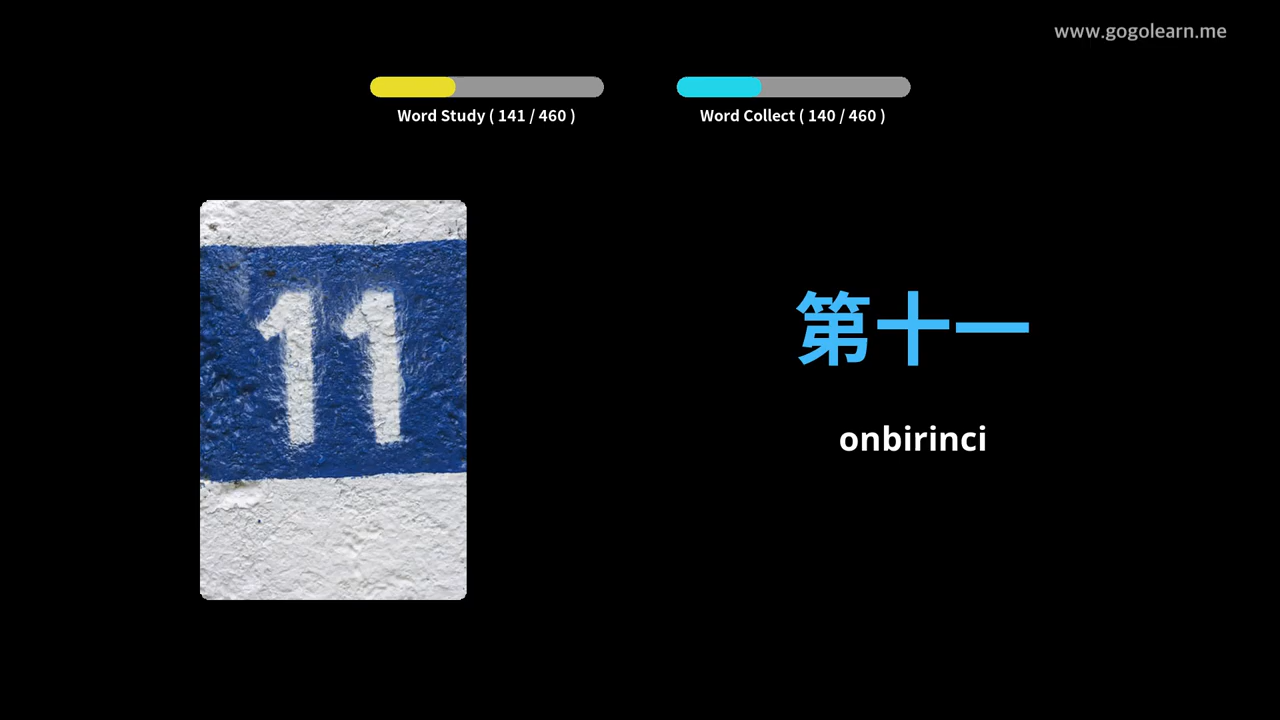 www.gogolearn.me
Word Study ( 141 / 460 )
Word Collect ( 140 / 460 )
11
第十一
onbirinci